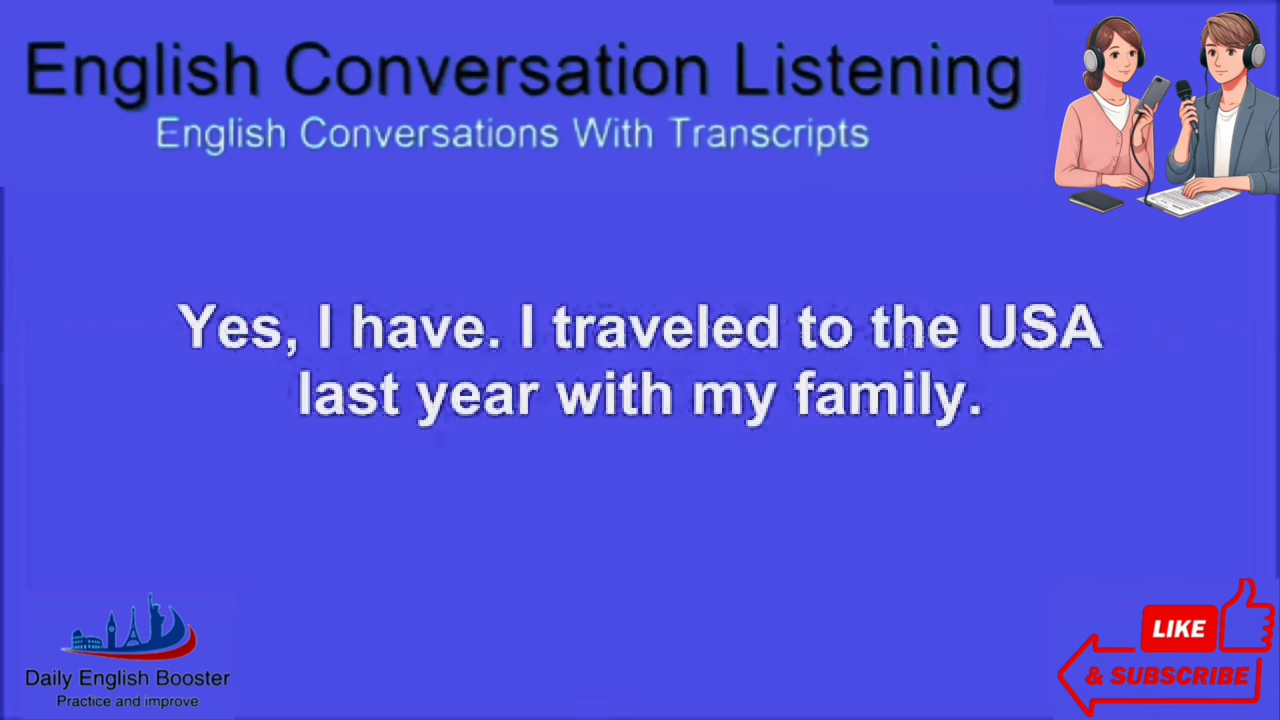 English Conversation Listening
English Conversations With Transcripts
Yes, I have. I traveled to the USA
last year with my family.
Daily English Booster
Practice and improve
LIKE
& SUBSCRIBE